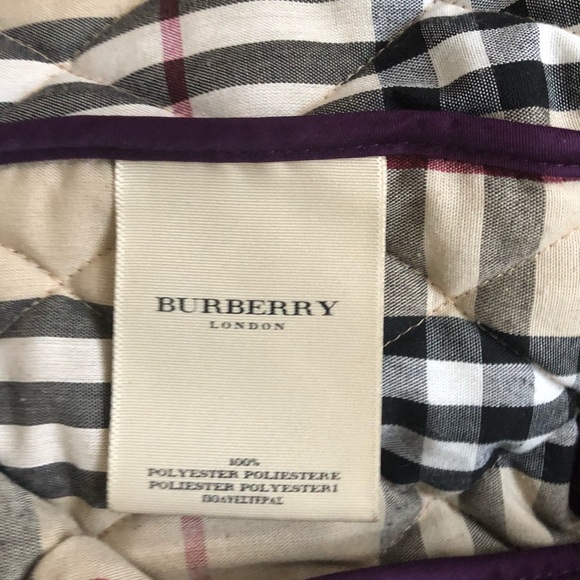 BURBERRY
LONDON
100%
POLYESTER POLIESTERE
POLIESTER POLYESTERI
ΠΟΛΥΕΣΤΕΡΑΣ